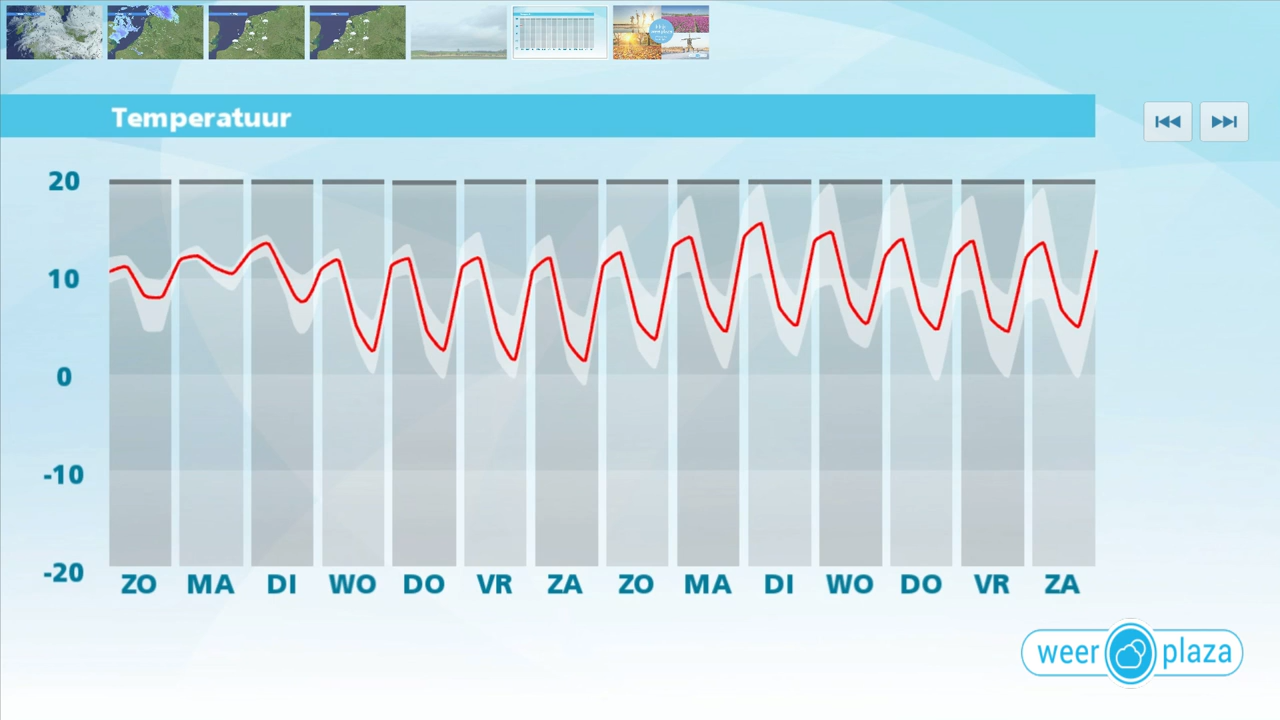 Temperatuur
20
10
0
-10
-20
ZO MA DI WO DO VR ZA ZO MA DI WO DO VR ZA
weer plaza